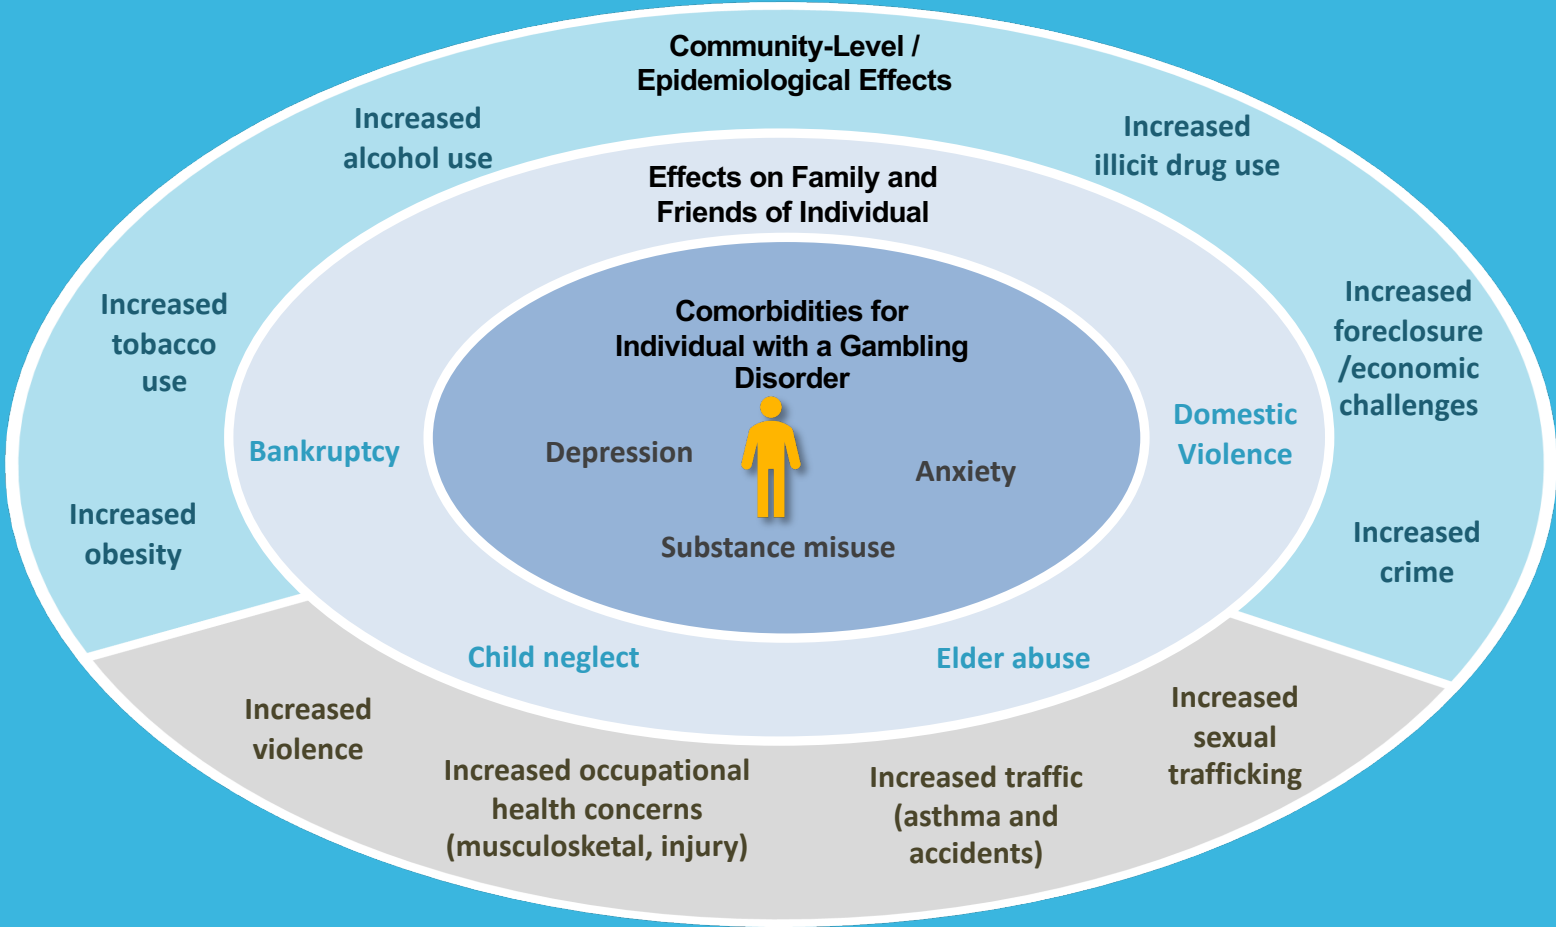 Community-Level /
Epidemiological Effects
Increased
alcohol use
Increased
illicit drug use
Effects on Family and
Friends of Individual
Increased
tobacco
use
Increased
foreclosure
/economic
challenges
Comorbidities for
Individual with a Gambling
Disorder
Bankruptcy
Depression
Anxiety
Domestic
Violence
Increased
obesity
Substance misuse
Increased
crime
Child neglect
Elder abuse
Increased
violence
Increased occupational
health concerns
(musculosketal, injury)
Increased traffic
(asthma and
accidents)
Increased
sexual
trafficking